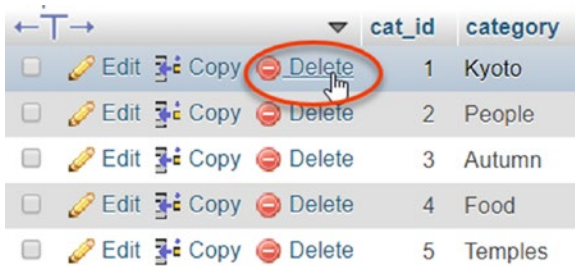 ←T→ cat_id category
Edit Copy Delete 1 Kyoto
Edit Copy Delete 2 People
Edit Copy Delete 3 Autumn
Edit Copy Delete 4 Food
Edit Copy Delete 5 Temples